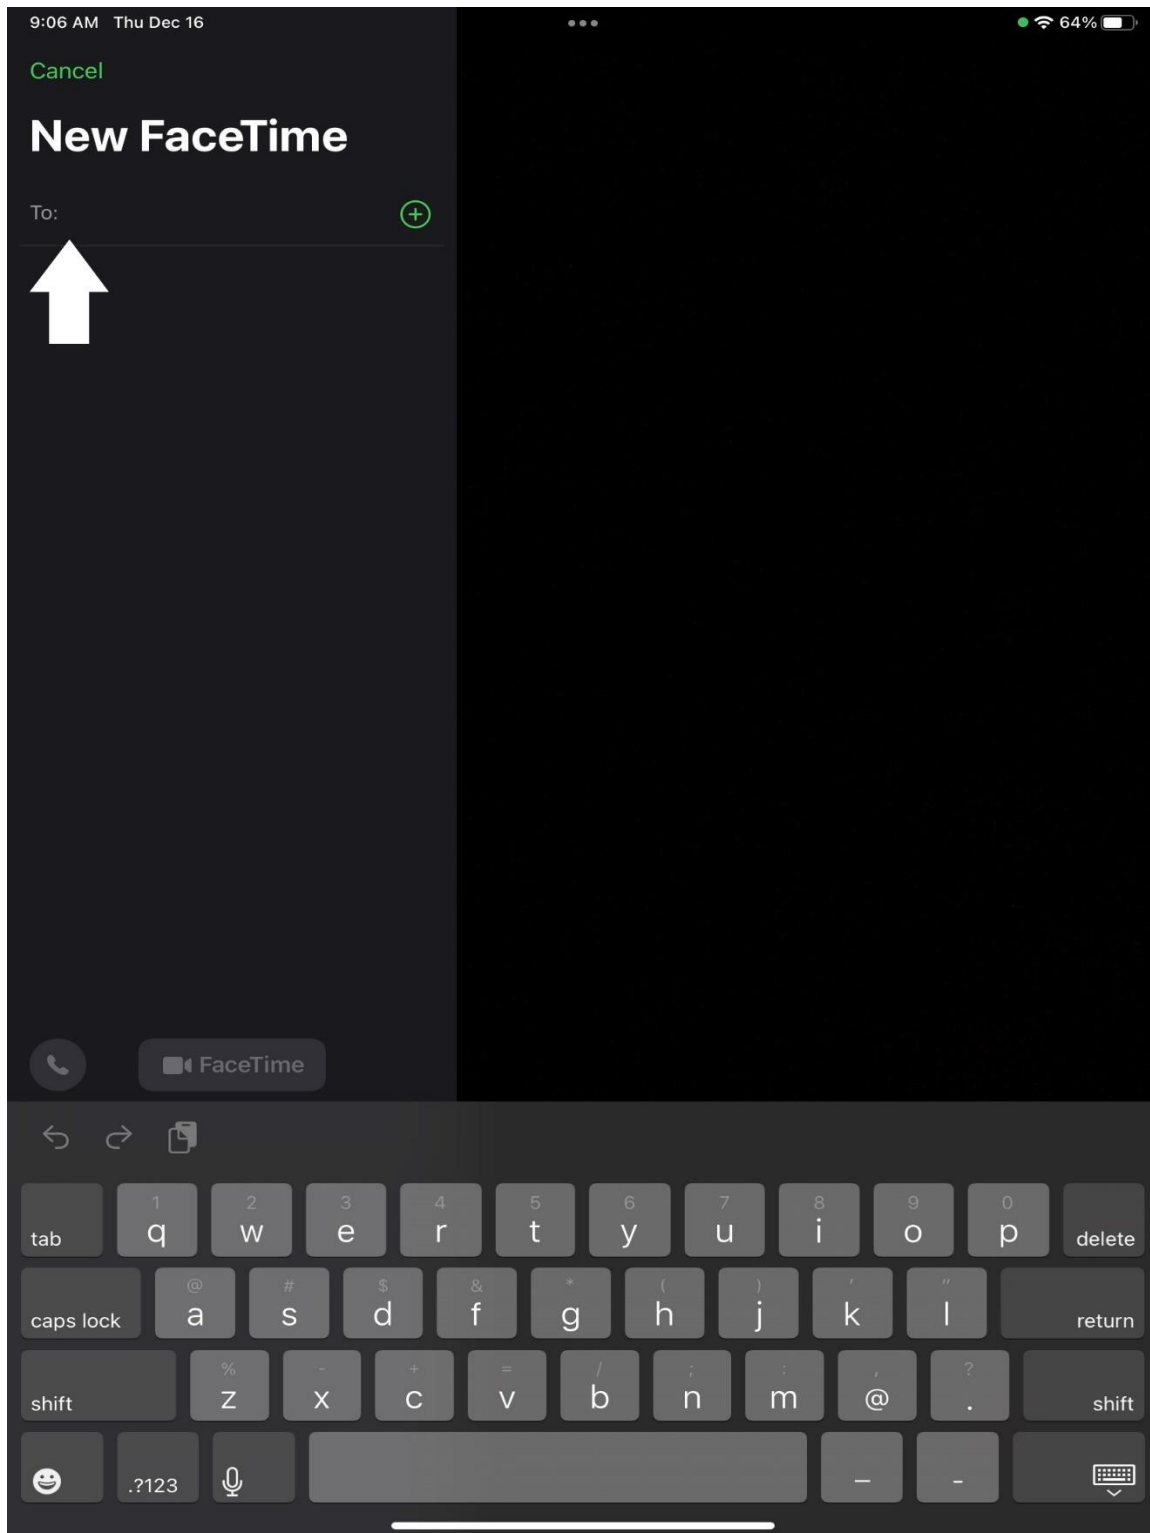 9:06 AM Thu Dec 16 64%
Cancel
New FaceTime
To:
FaceTime
1 2 3 4 5 6 7 8 9 0
tab q w e r t y u i o p delete
@ # $ & * ( ) ' "
caps lock a s d f g h j k l return
% - + = / ; : , ?
shift z x c v b n m @ . shift
.?123 _ -